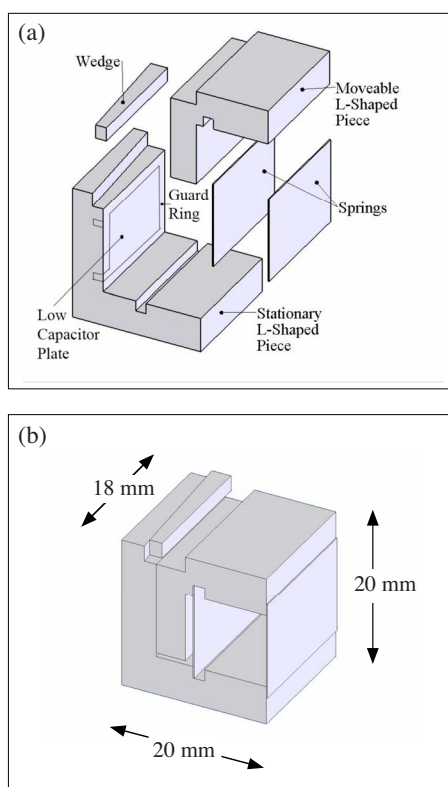 (a)
Wedge
Moveable
L-Shaped
Piece
Guard
Ring
Springs
Low
Capacitor
Plate
Stationary
L-Shaped
Piece
(b)
18 mm
20 mm
20 mm